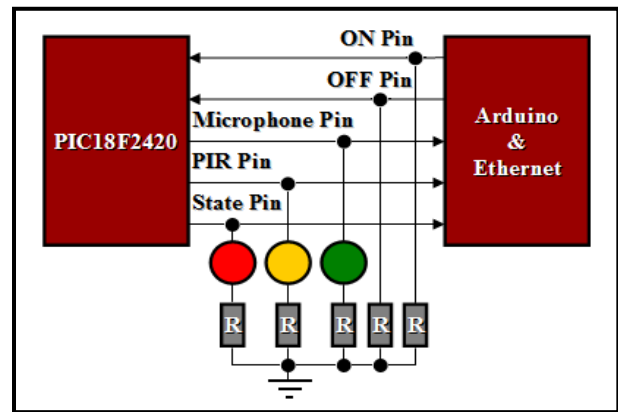 ON Pin
OFF Pin
Microphone Pin
PIC18F2420
PIR Pin
State Pin
Arduino
&
Ethernet
R
R
R
R
R